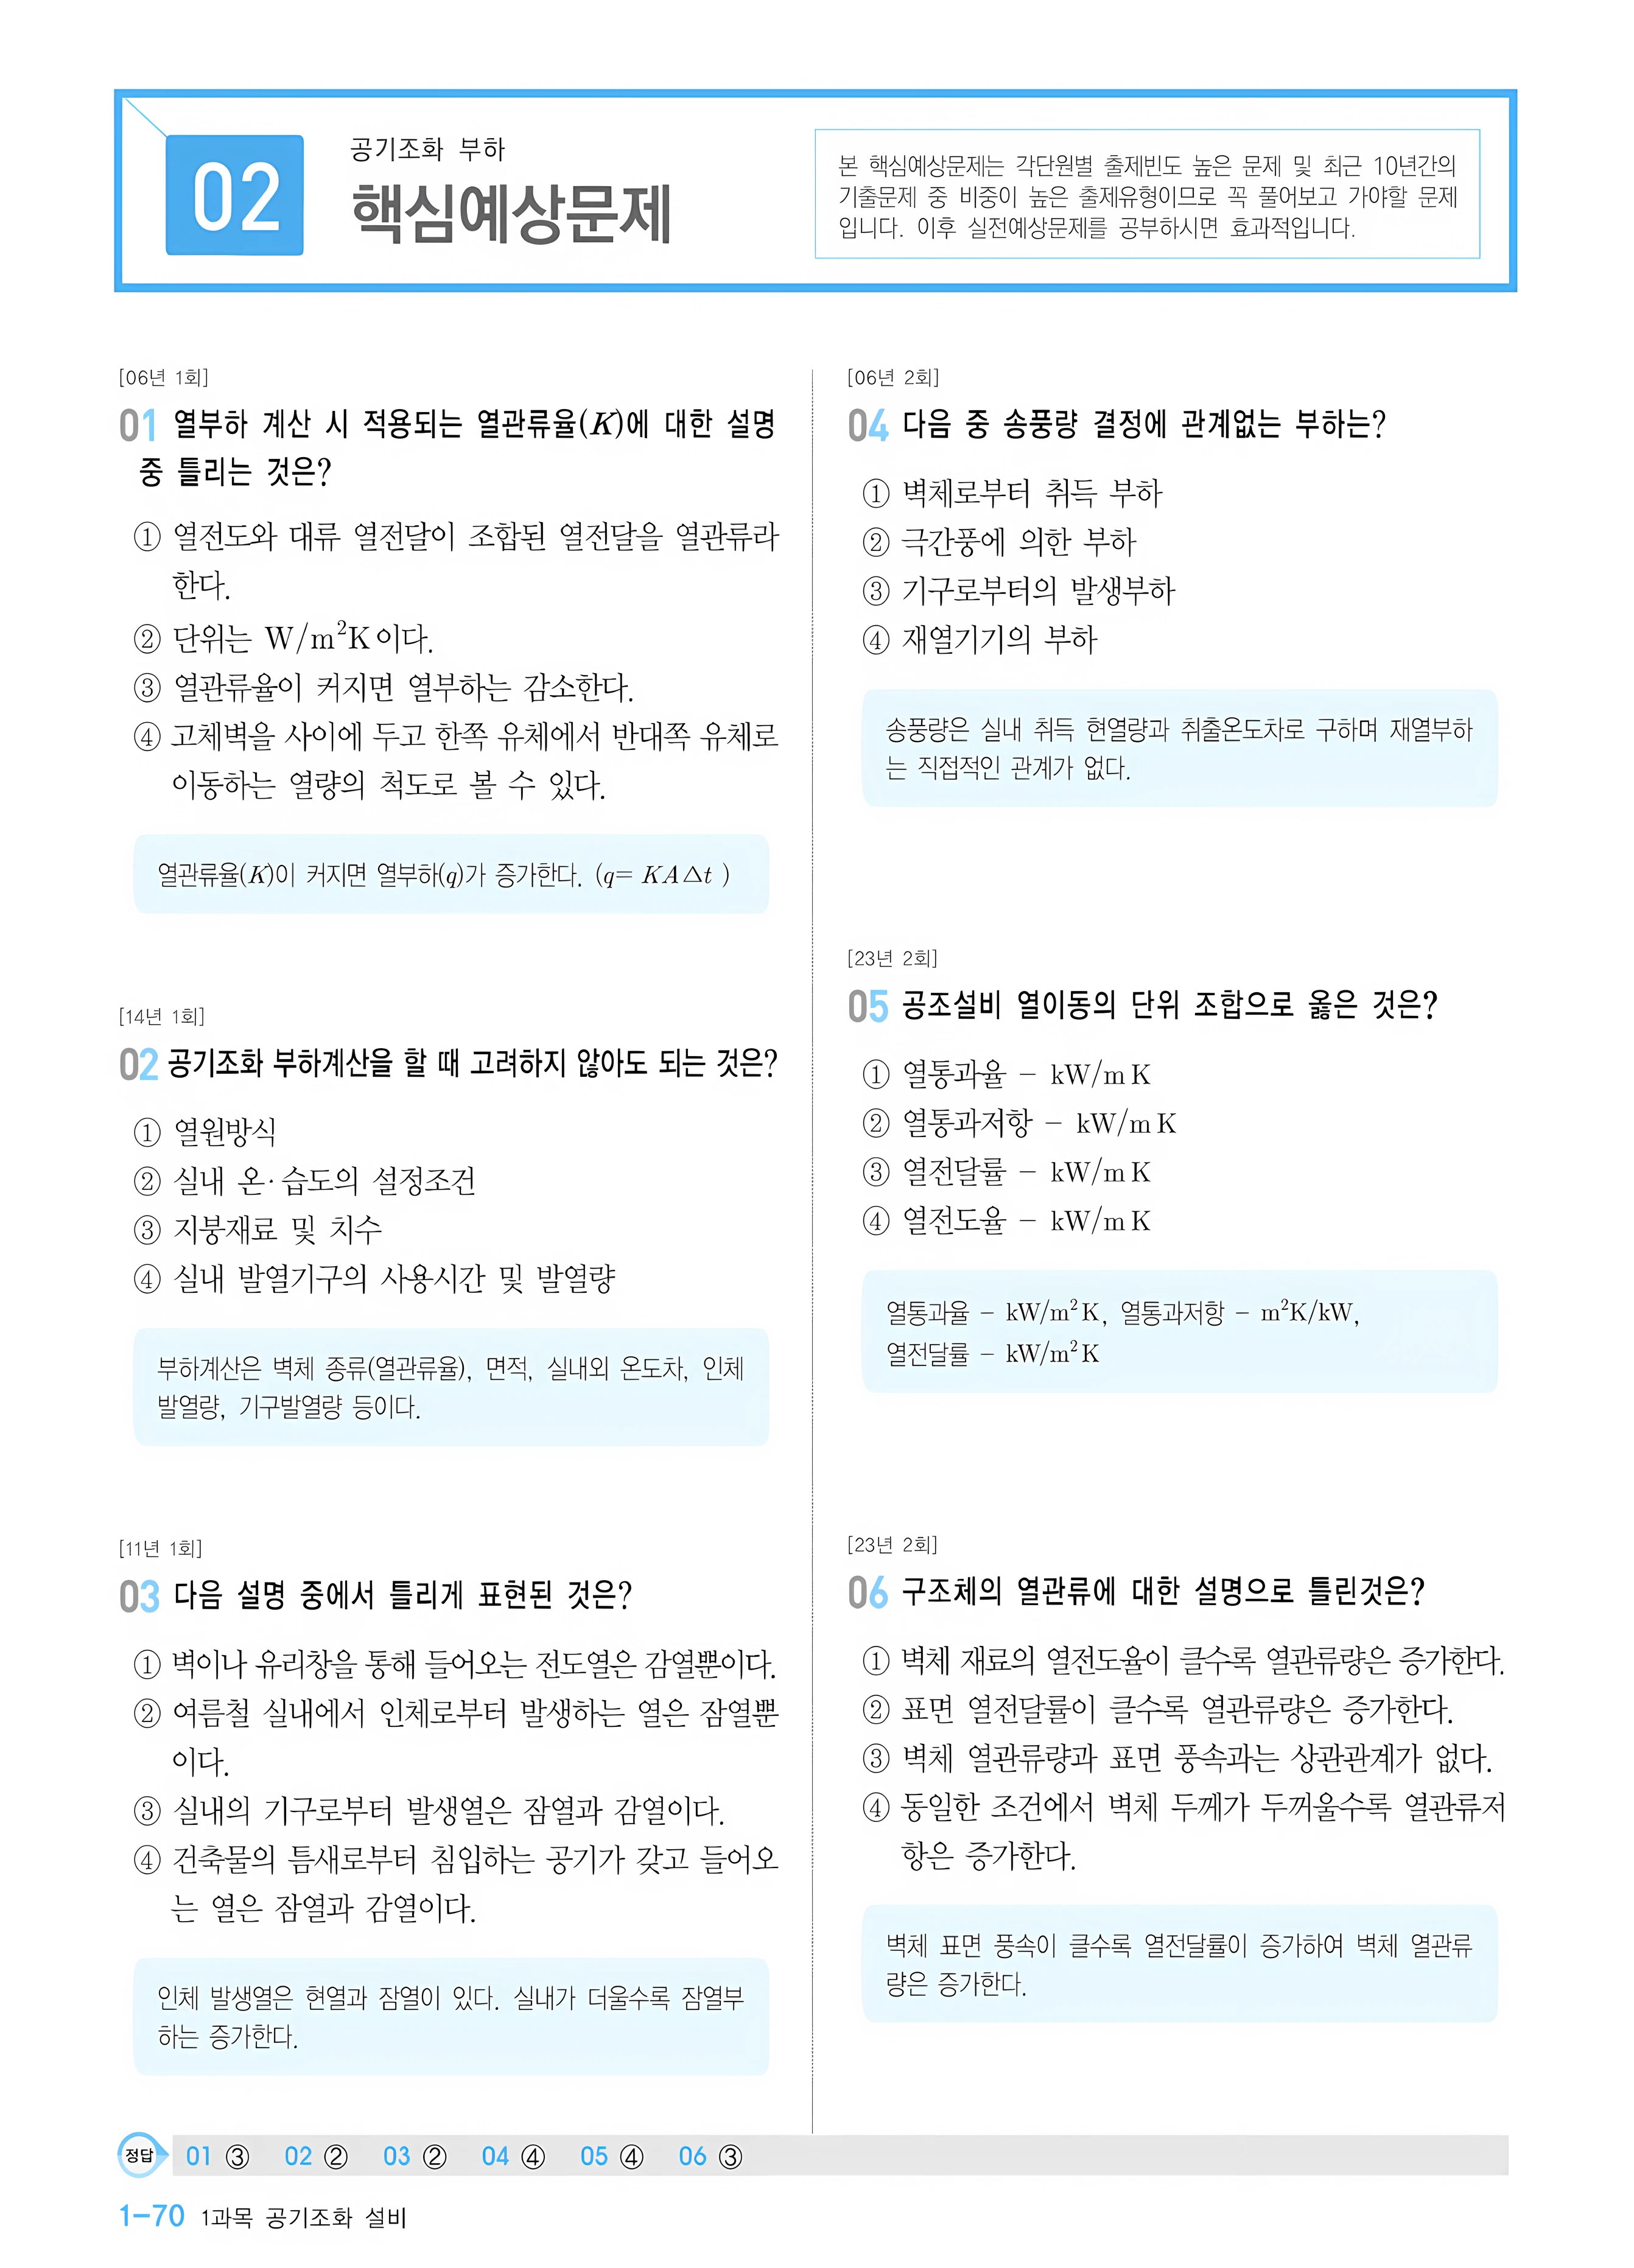 02
공기조화 부하
핵심예상문제
본 핵심예상문제는 각단원별 출제빈도 높은 문제 및 최근 10년간의
기출문제 중 비중이 높은 출제유형이므로 꼭 풀어보고 가야할 문제
입니다. 이후 실전예상문제를 공부하시면 효과적입니다.
[06년 1회]
01 열부하 계산 시 적용되는 열관류율(K)에 대한 설명
중 틀리는 것은?
① 열전도와 대류 열전달이 조합된 열전달을 열관류라
한다.
② 단위는 W/m²K이다.
③ 열관류율이 커지면 열부하는 감소한다.
④ 고체벽을 사이에 두고 한쪽 유체에서 반대쪽 유체로
이동하는 열량의 척도로 볼 수 있다.
열관류율(K)이 커지면 열부하(q)가 증가한다. (q= KA△t )
[14년 1회]
02 공기조화 부하계산을 할 때 고려하지 않아도 되는 것은?
① 열원방식
② 실내 온·습도의 설정조건
③ 지붕재료 및 치수
④ 실내 발열기구의 사용시간 및 발열량
부하계산은 벽체 종류(열관류율), 면적, 실내외 온도차, 인체
발열량, 기구발열량 등이다.
[11년 1회]
03 다음 설명 중에서 틀리게 표현된 것은?
① 벽이나 유리창을 통해 들어오는 전도열은 감열뿐이다.
② 여름철 실내에서 인체로부터 발생하는 열은 잠열뿐
이다.
③ 실내의 기구로부터 발생열은 잠열과 감열이다.
④ 건축물의 틈새로부터 침입하는 공기가 갖고 들어오
는 열은 잠열과 감열이다.
인체 발생열은 현열과 잠열이 있다. 실내가 더울수록 잠열부
하는 증가한다.
[06년 2회]
04 다음 중 송풍량 결정에 관계없는 부하는?
① 벽체로부터 취득 부하
② 극간풍에 의한 부하
③ 기구로부터의 발생부하
④ 재열기기의 부하
송풍량은 실내 취득 현열량과 취출온도차로 구하며 재열부하
는 직접적인 관계가 없다.
[23년 2회]
05 공조설비 열이동의 단위 조합으로 옳은 것은?
① 열통과율 – kW/m K
② 열통과저항 – kW/m K
③ 열전달률 – kW/m K
④ 열전도율 – kW/m K
열통과율 – kW/m² K, 열통과저항 – m²K/kW,
열전달률 – kW/m² K
[23년 2회]
06 구조체의 열관류에 대한 설명으로 틀린것은?
① 벽체 재료의 열전도율이 클수록 열관류량은 증가한다.
② 표면 열전달률이 클수록 열관류량은 증가한다.
③ 벽체 열관류량과 표면 풍속과는 상관관계가 없다.
④ 동일한 조건에서 벽체 두께가 두꺼울수록 열관류저
항은 증가한다.
벽체 표면 풍속이 클수록 열전달률이 증가하여 벽체 열관류
량은 증가한다.
정답 01 ③ 02 ② 03 ② 04 ④ 05 ④ 06 ③
1–70 1과목 공기조화 설비